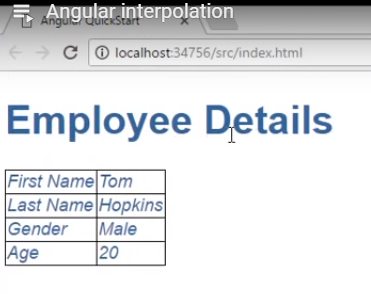 Angular interpolation
Angular QuickStart
localhost:34756/src/index.html
Employee Details
First Name Tom
Last Name Hopkins
Gender Male
Age 20